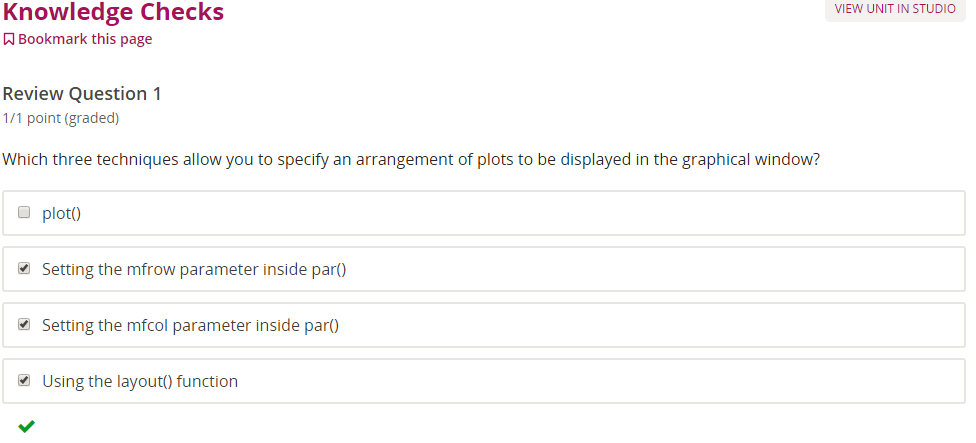 Knowledge Checks
VIEW UNIT IN STUDIO
Bookmark this page
Review Question 1
1/1 point (graded)
Which three techniques allow you to specify an arrangement of plots to be displayed in the graphical window?
plot()
Setting the mfrow parameter inside par()
Setting the mfcol parameter inside par()
Using the layout() function